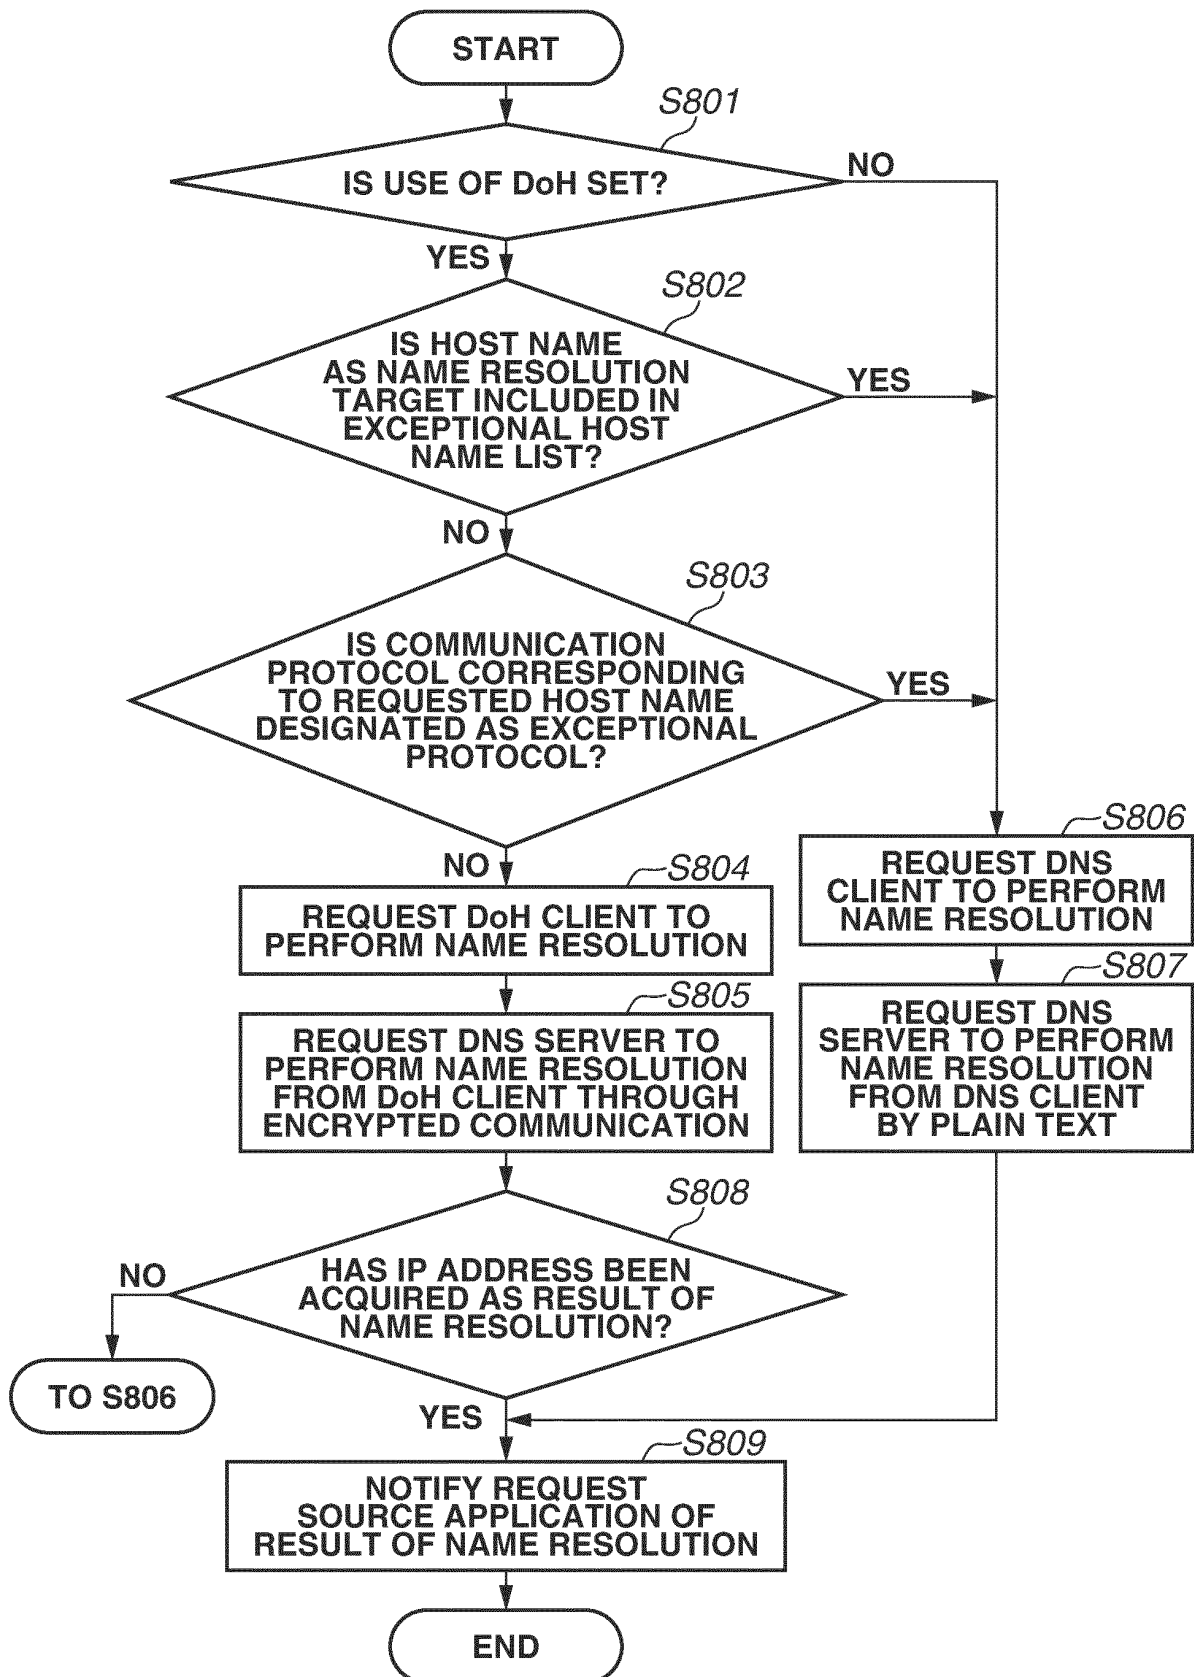 START
S801
IS USE OF DoH SET?
NO
YES
S802
IS HOST NAME
AS NAME RESOLUTION
TARGET INCLUDED IN
EXCEPTIONAL HOST
NAME LIST?
YES
NO
S803
IS COMMUNICATION
PROTOCOL CORRESPONDING
TO REQUESTED HOST NAME
DESIGNATED AS EXCEPTIONAL
PROTOCOL?
YES
NO
S804
REQUEST DoH CLIENT TO
PERFORM NAME RESOLUTION
S805
REQUEST DNS SERVER TO
PERFORM NAME RESOLUTION
FROM DoH CLIENT THROUGH
ENCRYPTED COMMUNICATION
S806
REQUEST DNS
CLIENT TO PERFORM
NAME RESOLUTION
S807
REQUEST DNS
SERVER TO PERFORM
NAME RESOLUTION
FROM DNS CLIENT
BY PLAIN TEXT
S808
HAS IP ADDRESS BEEN
ACQUIRED AS RESULT OF
NAME RESOLUTION?
NO
TO S806
YES
S809
NOTIFY REQUEST
SOURCE APPLICATION OF
RESULT OF NAME RESOLUTION
END